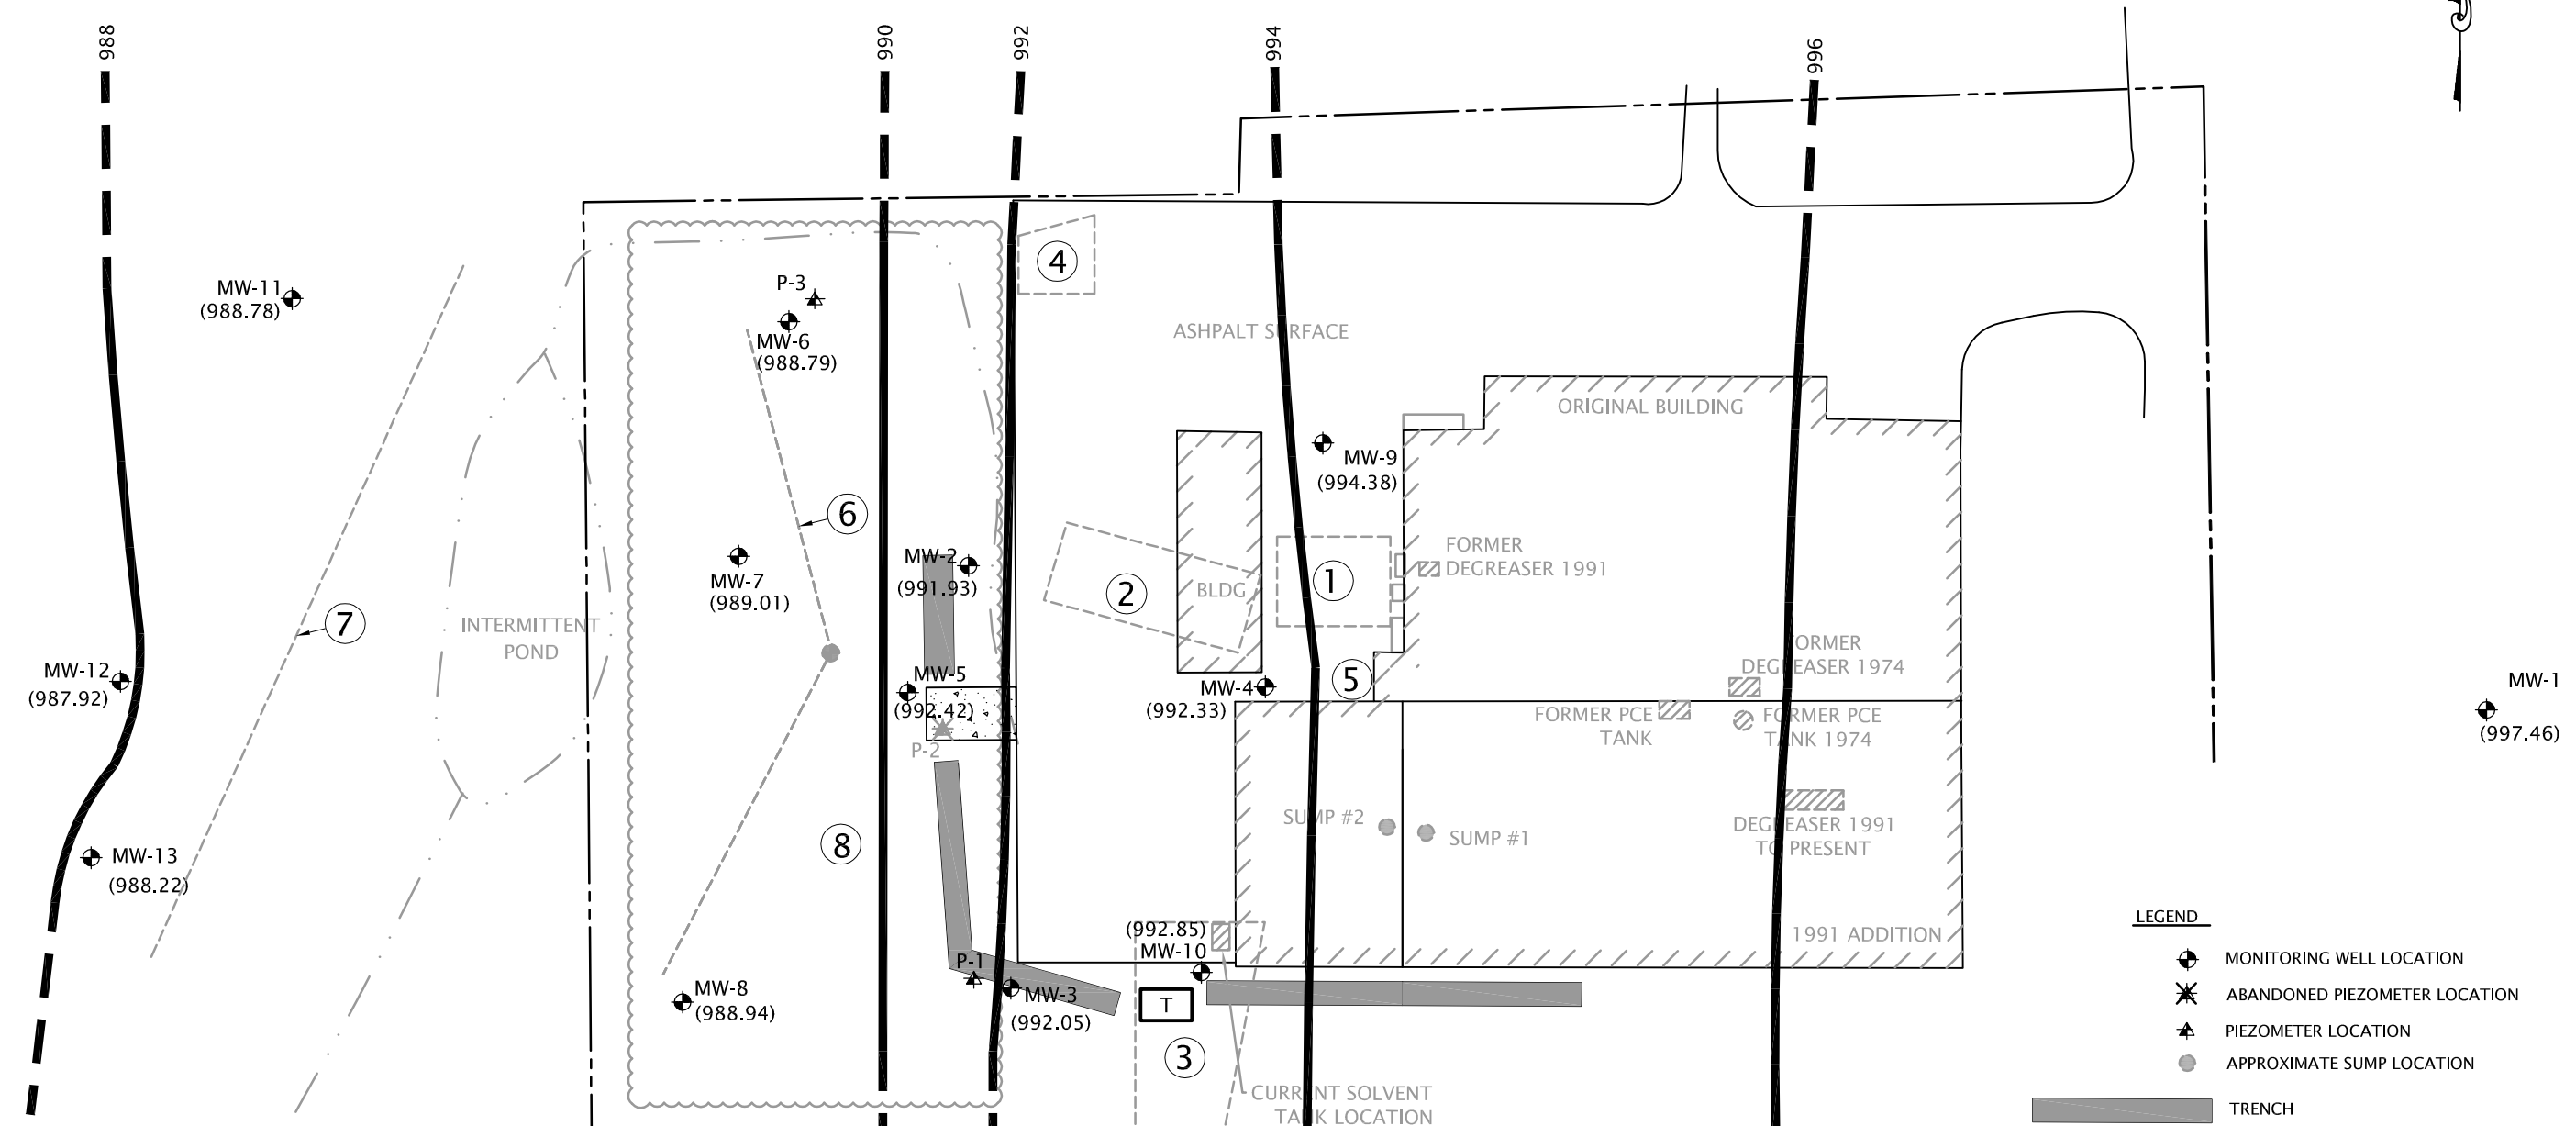 988
990
992
994
996
MW-11
(988.78)
P-3
MW-6
(988.79)
4
ASHPALT SURFACE
ORIGINAL BUILDING
MW-9
(994.38)
6
MW-2
(991.93)
MW-7
(989.01)
7
INTERMITTENT
POND
2
BLDG
1
FORMER
DEGREASER 1991
MW-12
(987.92)
MW-5
(992.42)
P-2
MW-4
(992.33)
5
FORMER
DEGREASER 1974
FORMER PCE
TANK
FORMER PCE
TANK 1974
MW-1
(997.46)
8
SUMP #2
SUMP #1
DEGREASER 1991
TO PRESENT
MW-13
(988.22)
(992.85)
MW-10
1991 ADDITION
P-1
MW-8
(988.94)
MW-3
(992.05)
T
3
CURRENT SOLVENT
TANK LOCATION
LEGEND
MONITORING WELL LOCATION
ABANDONED PIEZOMETER LOCATION
PIEZOMETER LOCATION
APPROXIMATE SUMP LOCATION
TRENCH